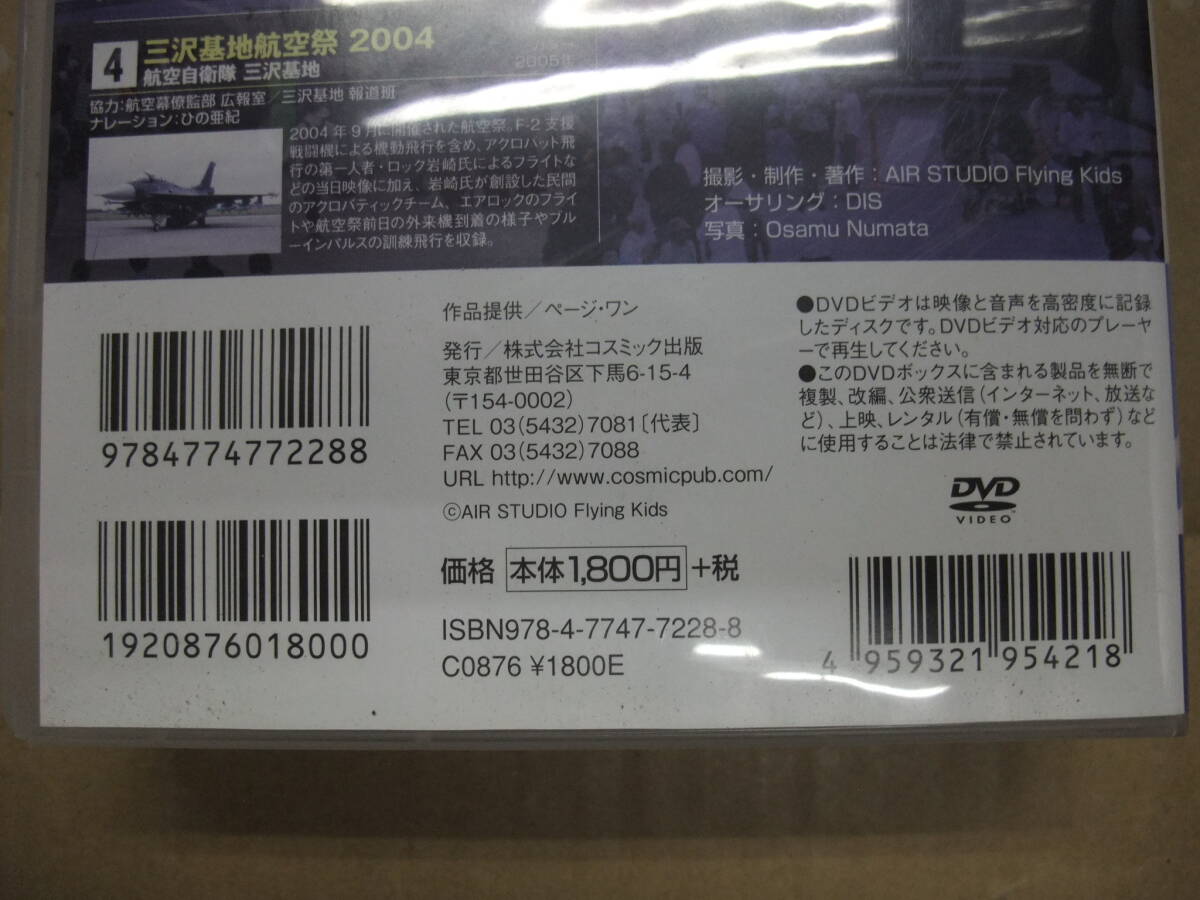 4
三沢基地航空祭 2004
航空自衛隊 三沢基地
2005年
協力:航空幕僚監部 広報室/三沢基地 報道班
ナレーション:ひの亜紀
2004年9月に開催された航空祭。F-2支援
戦闘機による機動飛行を含め、アクロバット飛
行の第一人者・ロック岩崎氏によるフライトな
どの当日映像に加え、岩崎氏が創設した民間
のアクロバティックチーム、エアロックのフライ
トや航空祭前日の外来機到着の様子やブル
ーインパルスの訓練飛行を収録。
撮影・制作・著作:AIR STUDIO Flying Kids
オーサリング:DIS
写真:Osamu Numata
9784774772288
1920876018000
作品提供/ページ・ワン
発行/株式会社コスミック出版
東京都世田谷区下馬6-15-4
(〒154-0002)
TEL 03(5432)7081〔代表〕
FAX 03(5432)7088
URL http://www.cosmicpub.com/
©AIR STUDIO Flying Kids
価格 本体1,800円+税
ISBN978-4-7747-7228-8
C0876 ¥1800E
●DVDビデオは映像と音声を高密度に記録
したディスクです。DVDビデオ対応のプレーヤ
ーで再生してください。
●このDVDボックスに含まれる製品を無断で
複製、改編、公衆送信(インターネット、放送な
ど)、上映、レンタル(有償・無償を問わず)など
に使用することは法律で禁止されています。
DVD
VIDEO
4 959321 954218